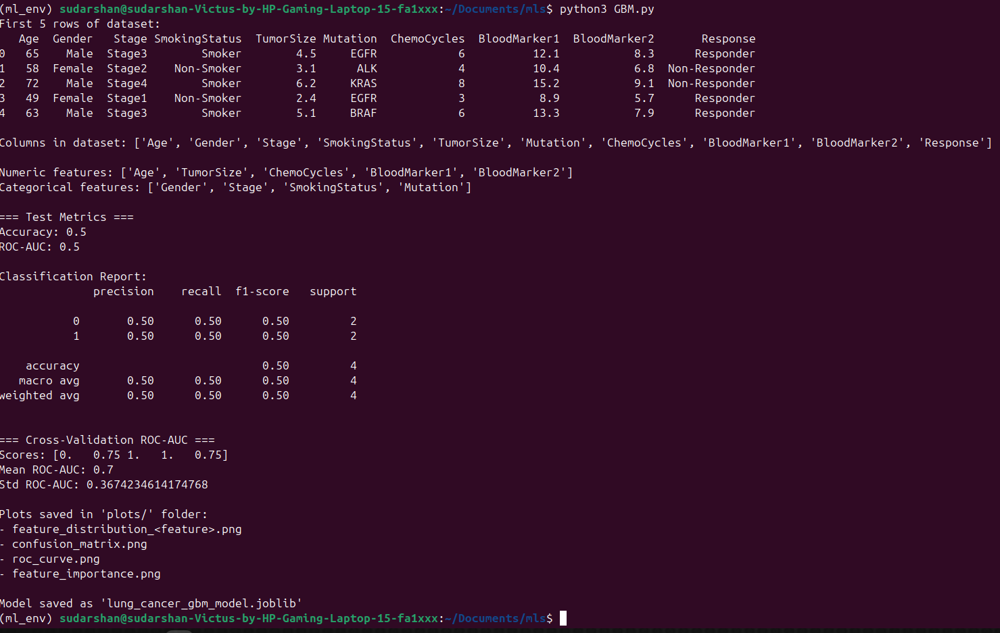 (ml_env) sudarshan@sudarshan-Victus-by-HP-Gaming-Laptop-15-fa1xxx:~/Documents/mls$ python3 GBM.py
First 5 rows of dataset:
   Age  Gender   Stage SmokingStatus  TumorSize Mutation  ChemoCycles  BloodMarker1  BloodMarker2       Response
0   65    Male  Stage3        Smoker        4.5     EGFR            6          12.1           8.3      Responder
1   58  Female  Stage2    Non-Smoker        3.1      ALK            4          10.4           6.8  Non-Responder
2   72    Male  Stage4        Smoker        6.2     KRAS            8          15.2           9.1  Non-Responder
3   49  Female  Stage1    Non-Smoker        2.4     EGFR            3           8.9           5.7      Responder
4   63    Male  Stage3        Smoker        5.1     BRAF            6          13.3           7.9      Responder
Columns in dataset: ['Age', 'Gender', 'Stage', 'SmokingStatus', 'TumorSize', 'Mutation', 'ChemoCycles', 'BloodMarker1', 'BloodMarker2', 'Response']
Numeric features: ['Age', 'TumorSize', 'ChemoCycles', 'BloodMarker1', 'BloodMarker2']
Categorical features: ['Gender', 'Stage', 'SmokingStatus', 'Mutation']
=== Test Metrics ===
Accuracy: 0.5
ROC-AUC: 0.5
Classification Report:
              precision    recall  f1-score   support
           0       0.50      0.50      0.50         2
           1       0.50      0.50      0.50         2
    accuracy                           0.50         4
   macro avg       0.50      0.50      0.50         4
weighted avg       0.50      0.50      0.50         4
=== Cross-Validation ROC-AUC ===
Scores: [0.   0.75 1.   1.   0.75]
Mean ROC-AUC: 0.7
Std ROC-AUC: 0.3674234614174768
Plots saved in 'plots/' folder:
- feature_distribution_<feature>.png
- confusion_matrix.png
- roc_curve.png
- feature_importance.png
Model saved as 'lung_cancer_gbm_model.joblib'
(ml_env) sudarshan@sudarshan-Victus-by-HP-Gaming-Laptop-15-fa1xxx:~/Documents/mls$